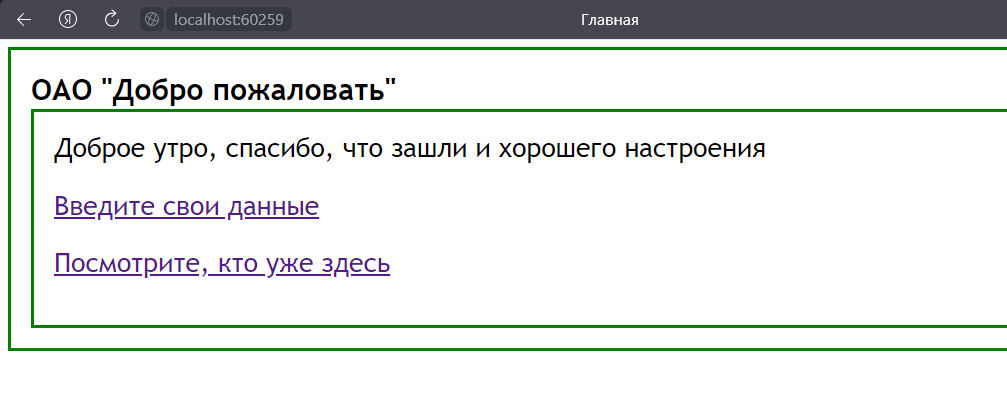 localhost:60259
Главная
ОАО "Добро пожаловать"
Доброе утро, спасибо, что зашли и хорошего настроения
Введите свои данные
Посмотрите, кто уже здесь